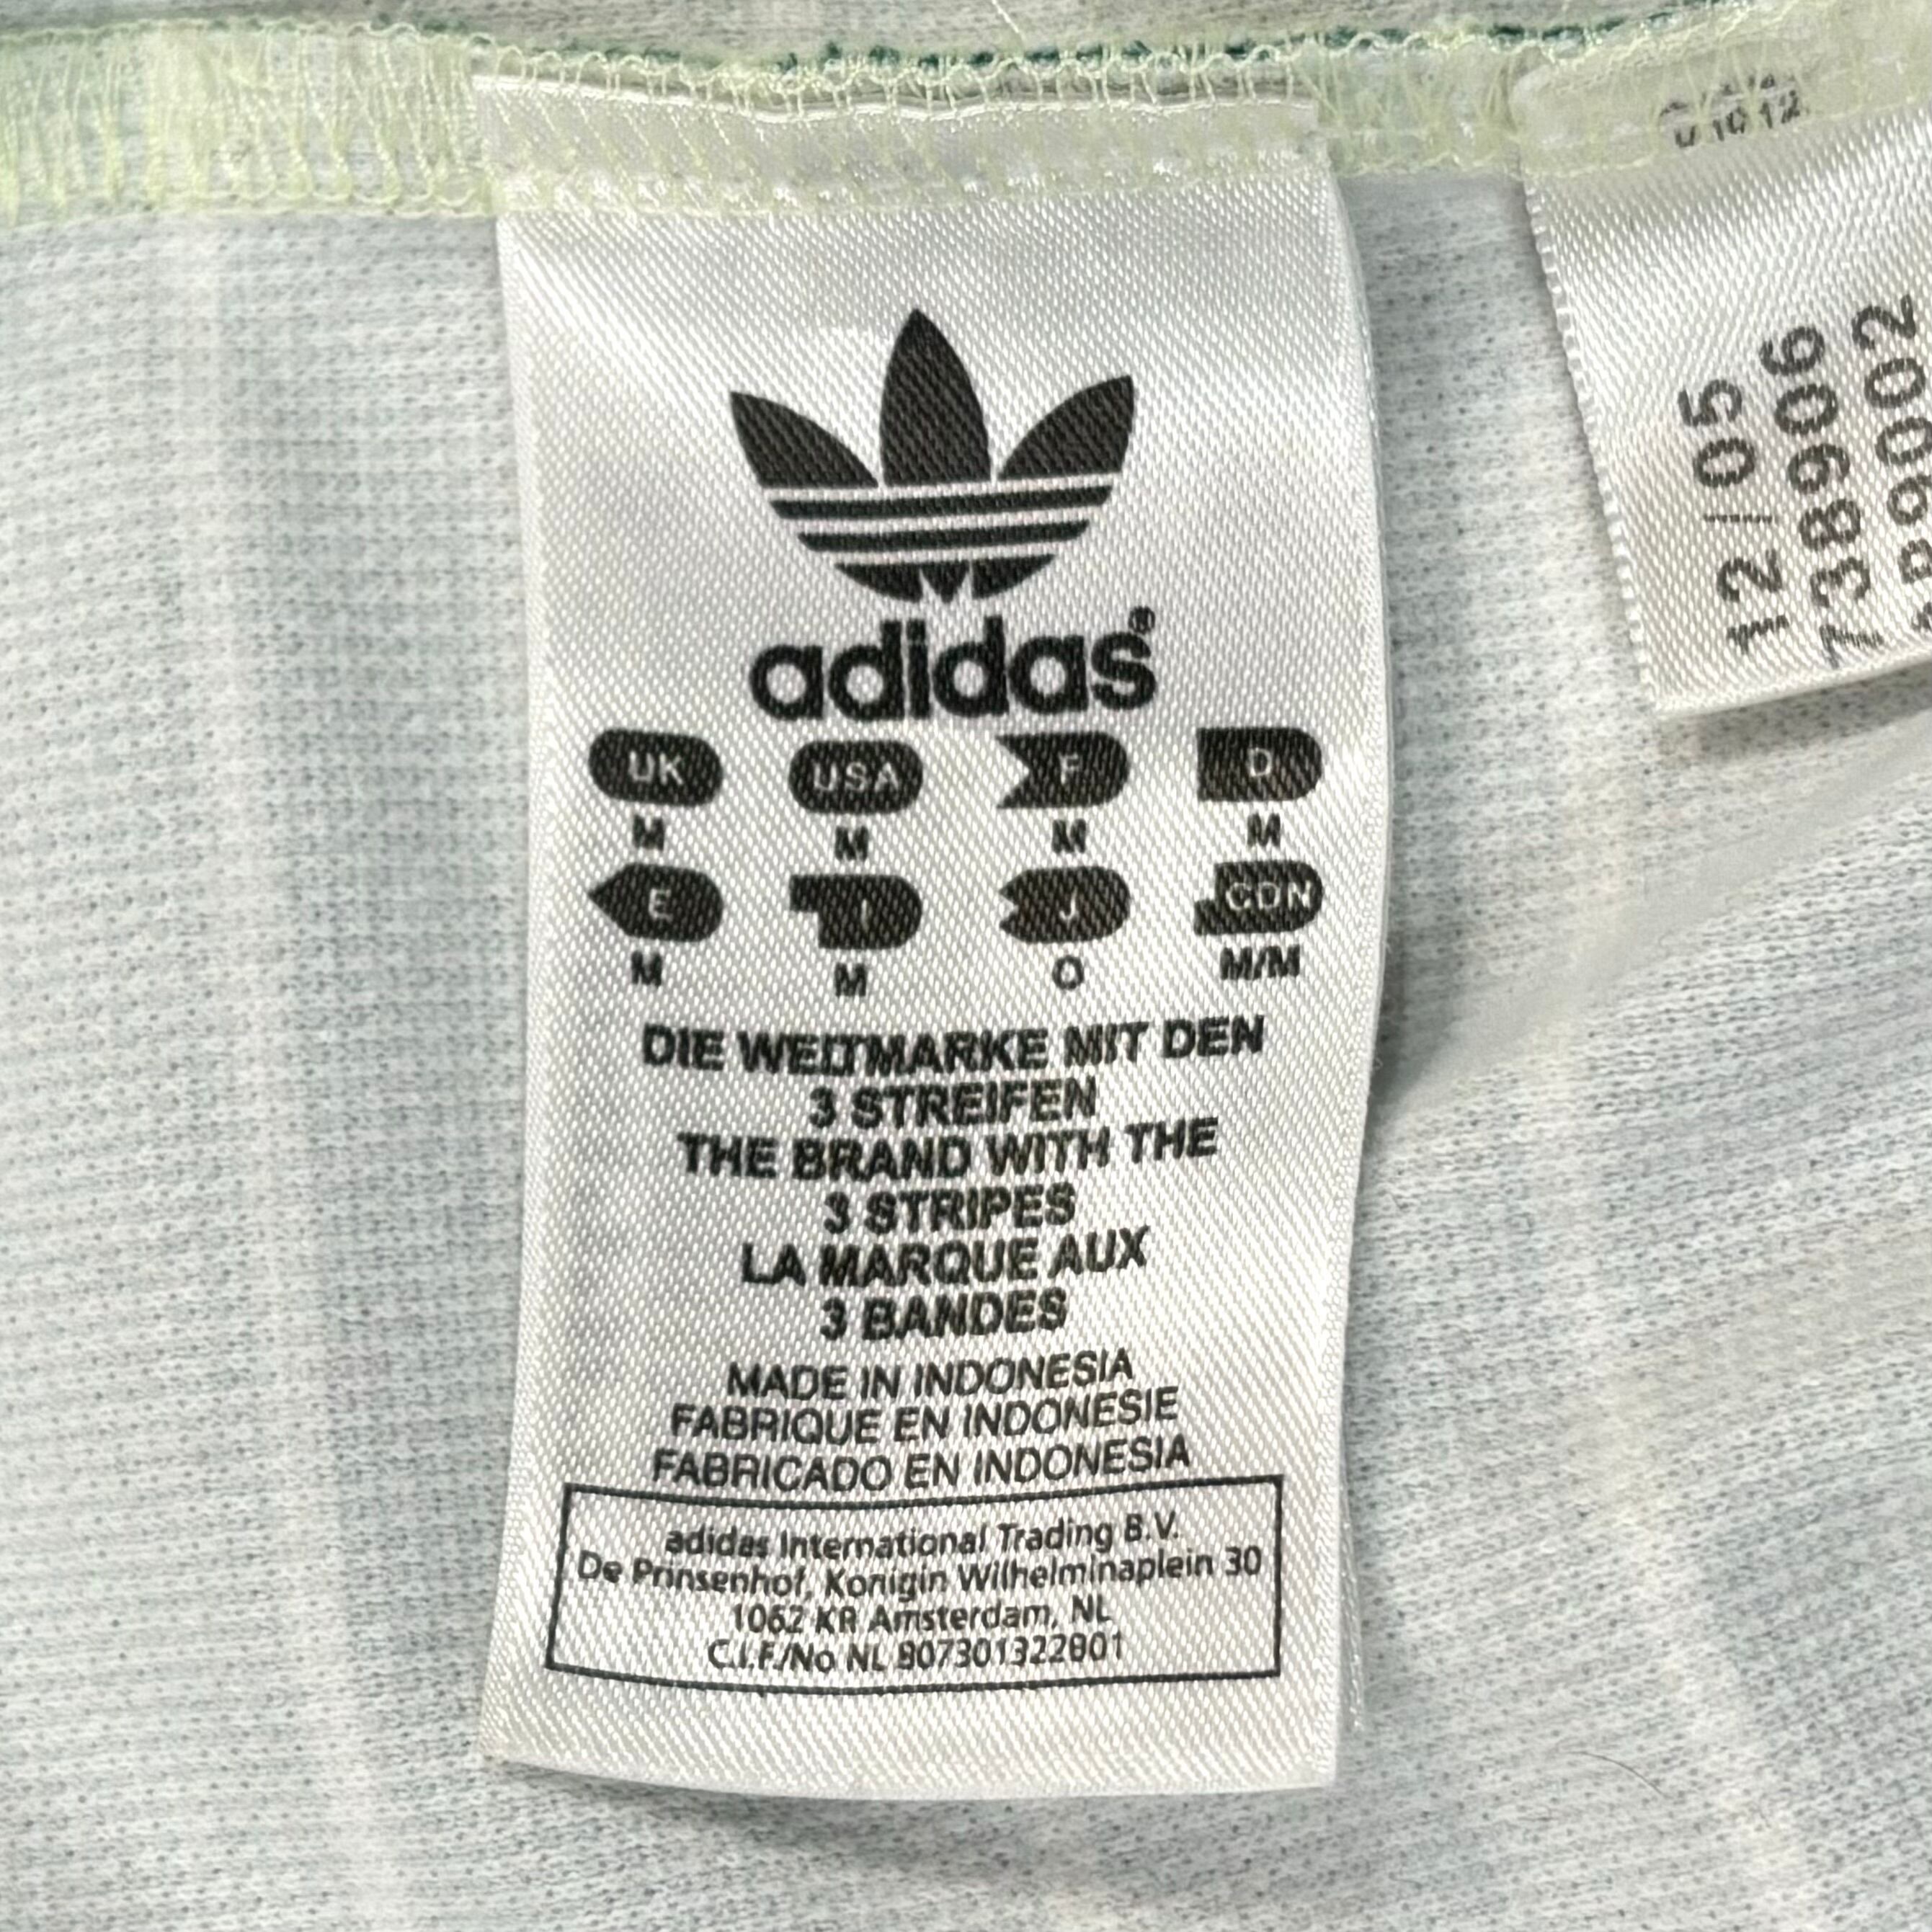 adidas®
UK USA F D
M M M M
E I J CDN
M M O M/M
DIE WELTMARKE MIT DEN
3 STREIFEN
THE BRAND WITH THE
3 STRIPES
LA MARQUE AUX
3 BANDES
MADE IN INDONESIA
FABRIQUE EN INDONESIE
FABRICADO EN INDONESIA
adidas International Trading B.V.
De Prinsenhof, Konigin Wilhelminaplein 30
1062 KR Amsterdam, NL
C.I.F./No NL 807301322B01
12/05
738906